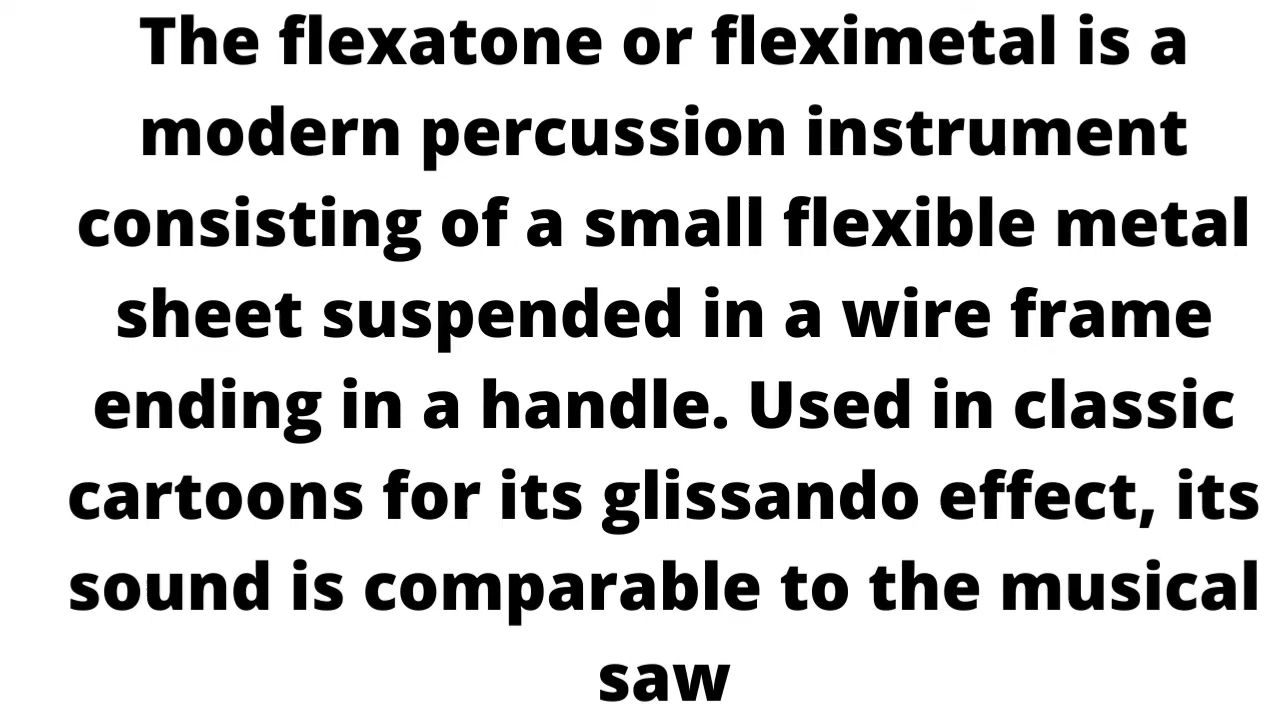 The flexatone or fleximetal is a
modern percussion instrument
consisting of a small flexible metal
sheet suspended in a wire frame
ending in a handle. Used in classic
cartoons for its glissando effect, its
sound is comparable to the musical
saw